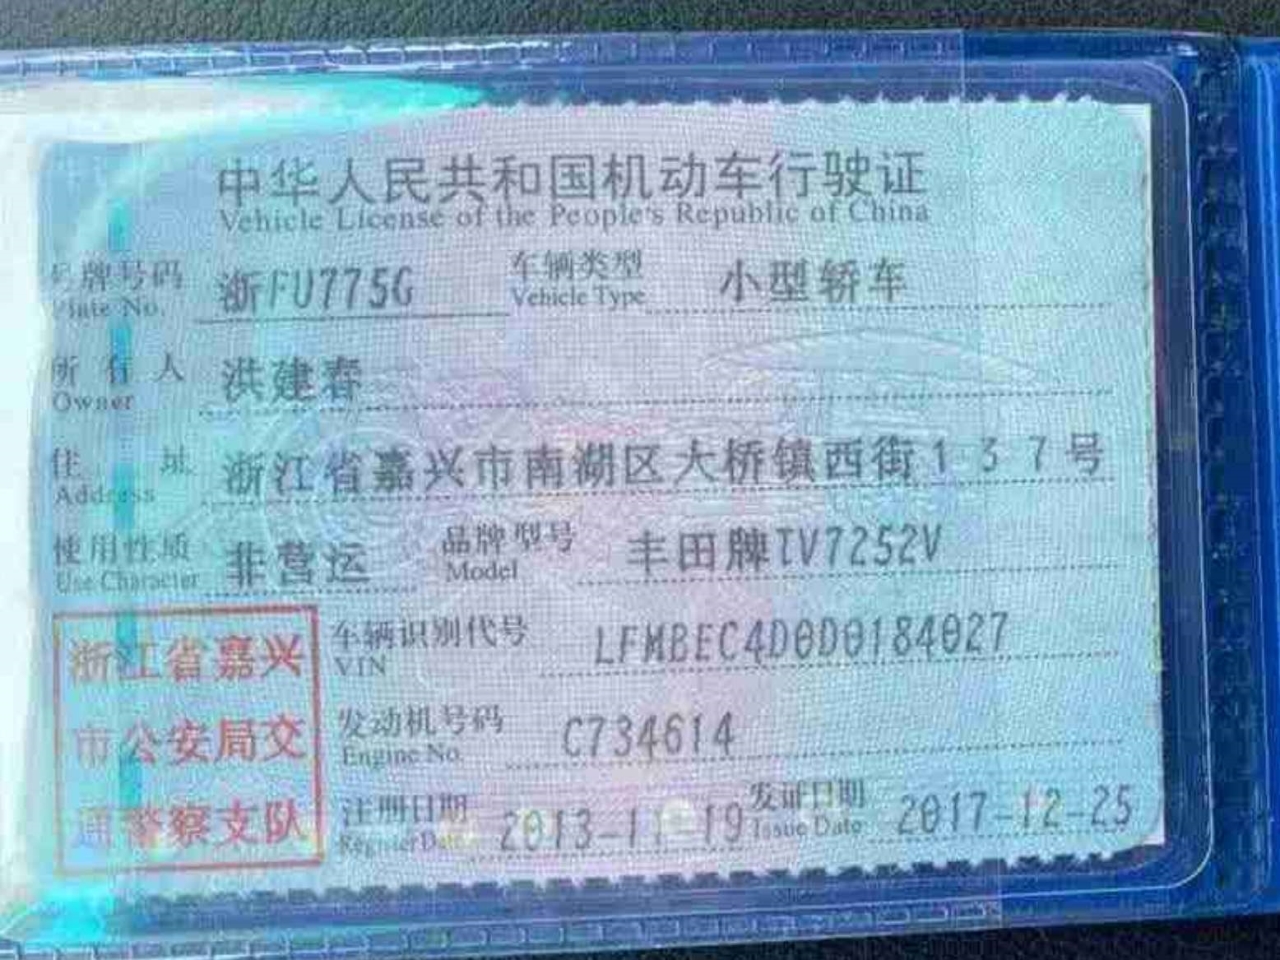 中华人民共和国机动车行驶证
Vehicle License of the People's Republic of China
号牌号码 浙FU775G 车辆类型 小型轿车
Plate No. Vehicle Type
所有人 洪建春
Owner
住址 浙江省嘉兴市南湖区大桥镇西街137号
Address
使用性质 非营运 品牌型号 丰田牌TV7252V
Use Character Model
浙江省嘉兴 车辆识别代号 LFMBEC4D0D0184027
VIN
市公安局交 发动机号码 C734614
Engine No.
通警察支队 注册日期 2013-11-19 发证日期 2017-12-25
Register Date Issue Date